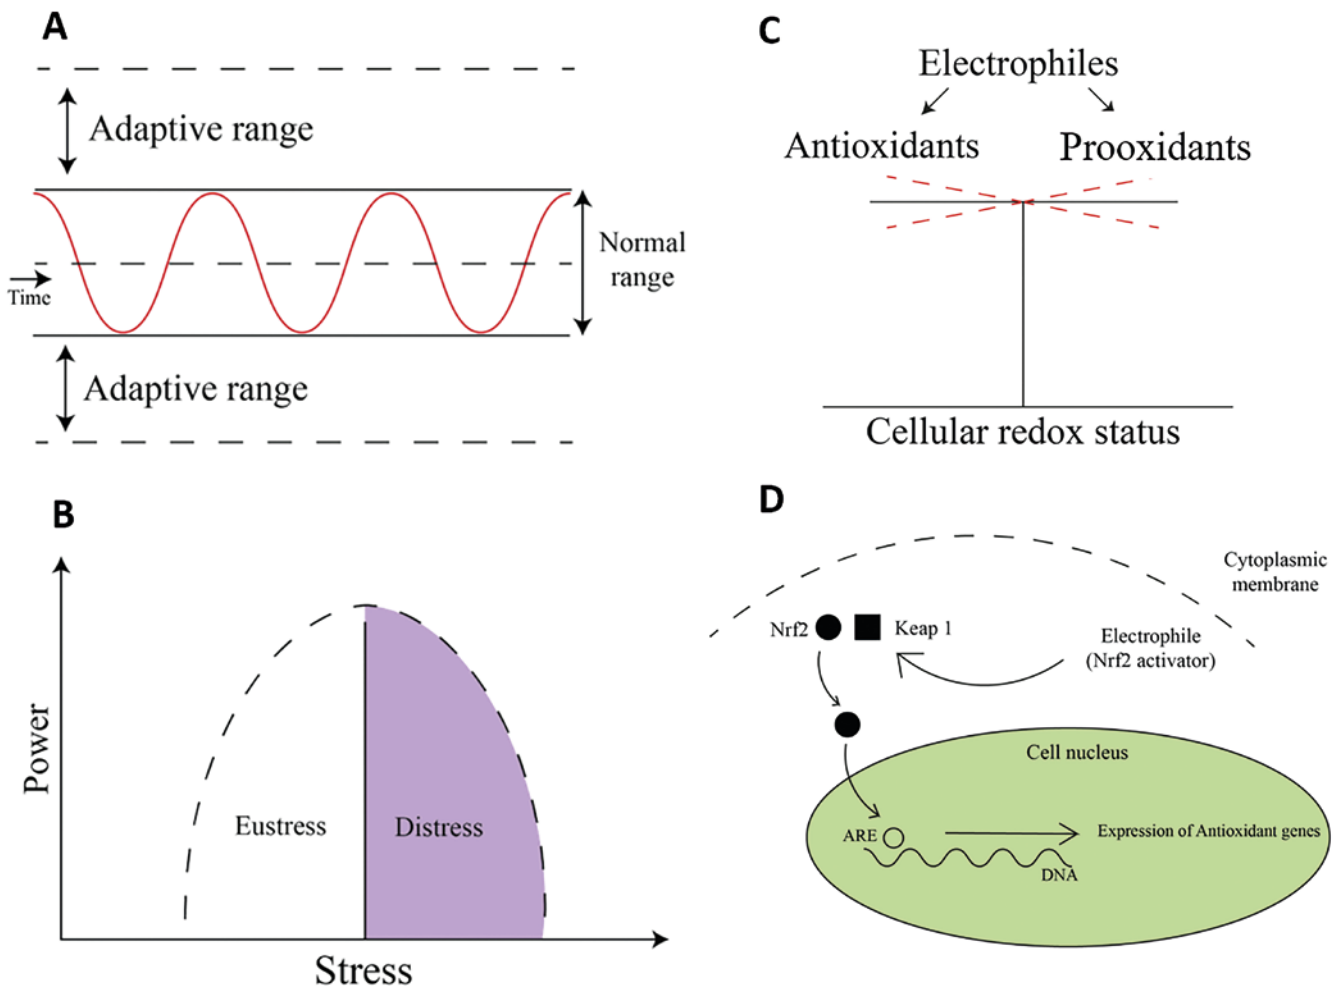 A
Adaptive range
Normal
range
Time
Adaptive range
B
Power
Eustress
Distress
Stress
C
Electrophiles
Antioxidants
Prooxidants
Cellular redox status
D
Cytoplasmic
membrane
Nrf2
Keap 1
Electrophile
(Nrf2 activator)
Cell nucleus
ARE
Expression of Antioxidant genes
DNA